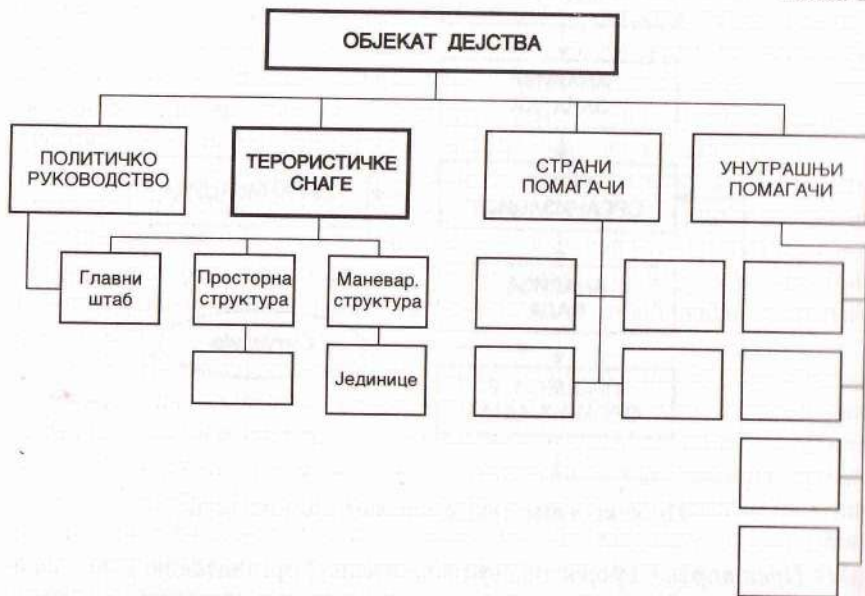 ОБЈЕКАТ ДЕЈСТВА
ПОЛИТИЧКО
РУКОВОДСТВО
ТЕРОРИСТИЧКЕ
СНАГЕ
СТРАНИ
ПОМАГАЧИ
УНУТРАШЊИ
ПОМАГАЧИ
Главни
штаб
Просторна
структура
Маневар.
структура
Јединице